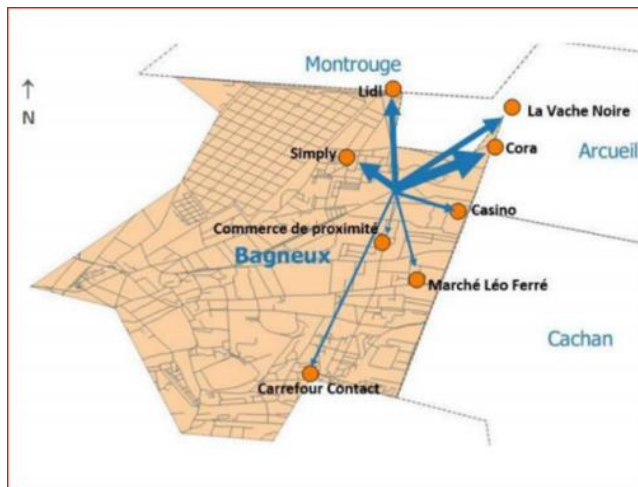 Montrouge
Lidl
La Vache Noire
N
Simply
Cora
Arcueil
Casino
Commerce de proximité
Bagneux
Marché Léo Ferré
Cachan
Carrefour Contact